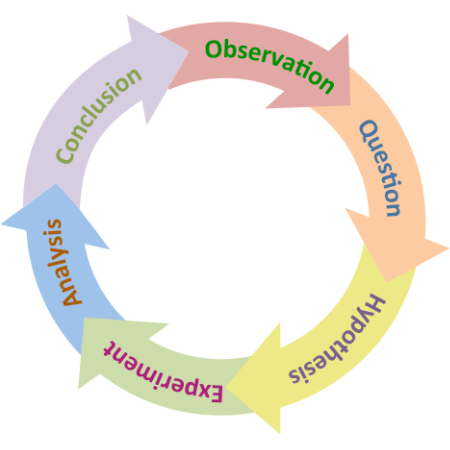 Observation
Question
Hypothesis
Experiment
Analysis
Conclusion